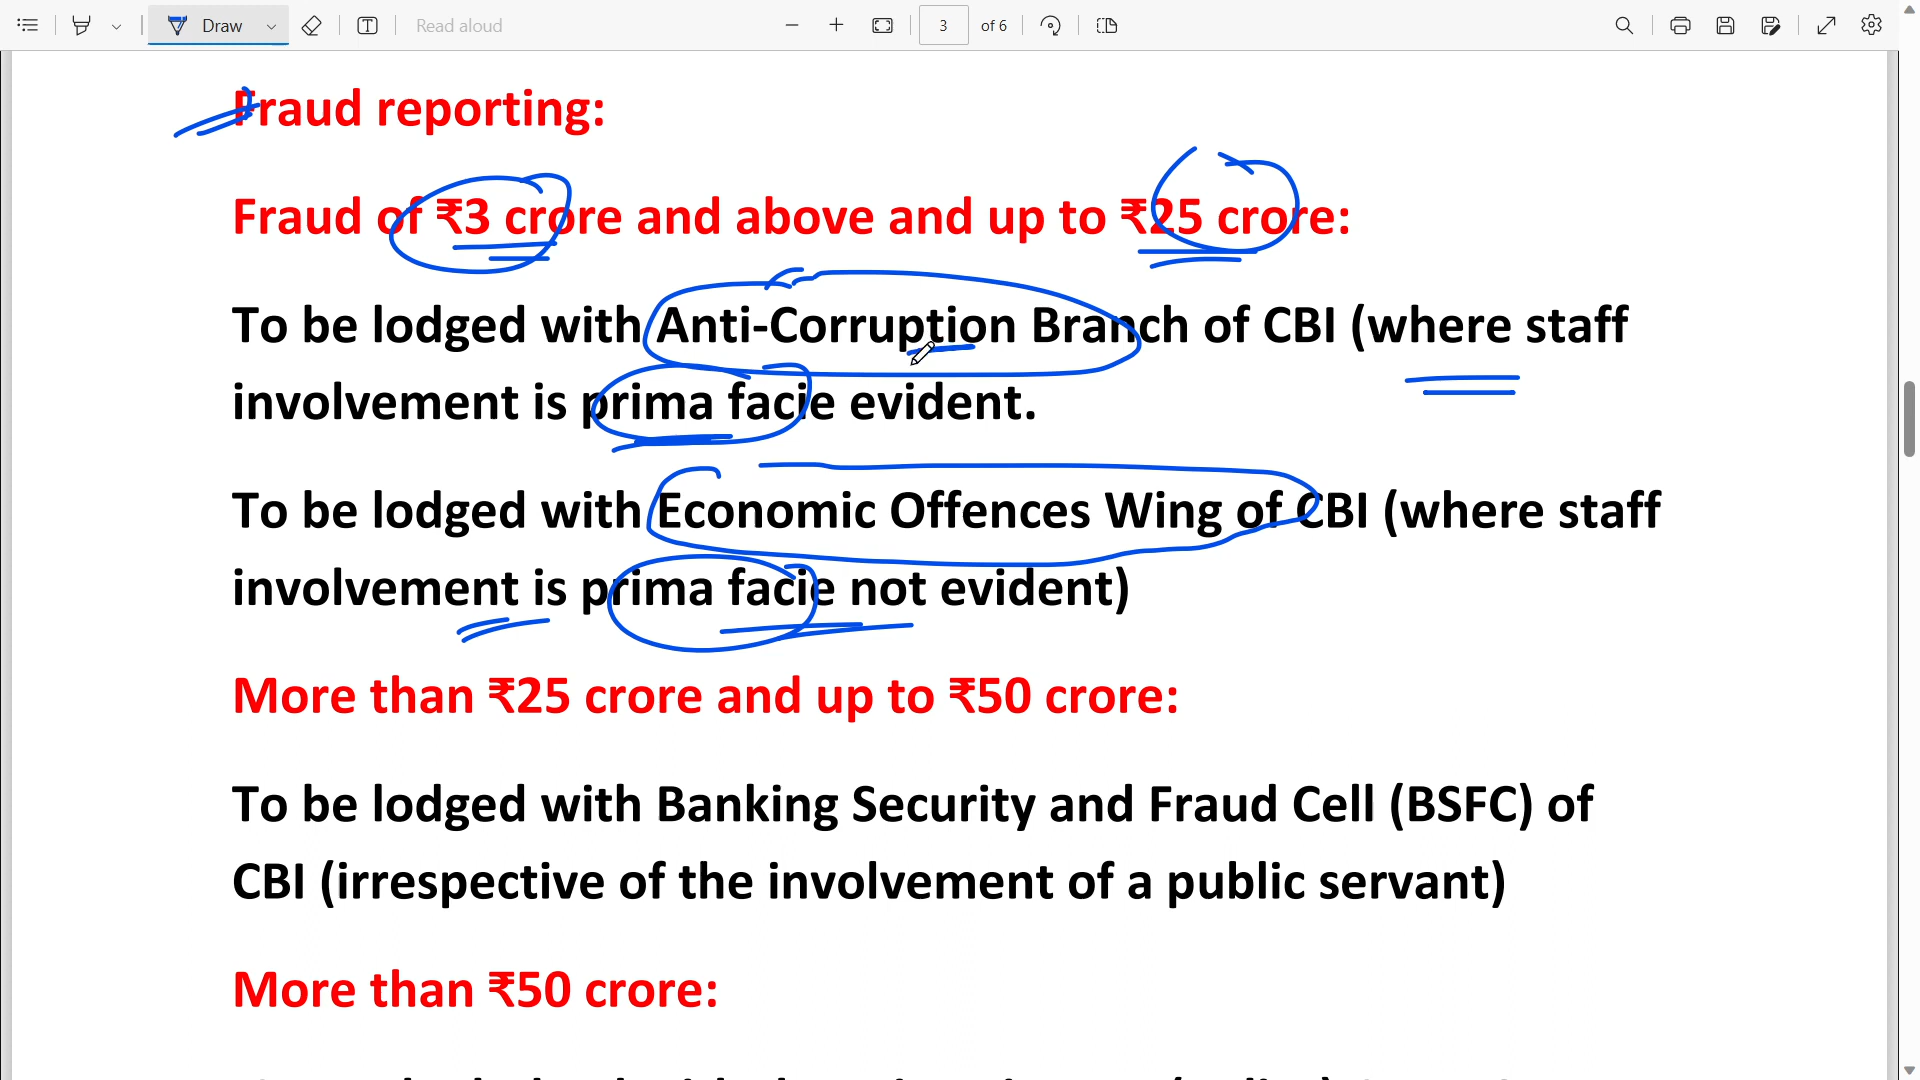 Draw
Read aloud
3 of 6
Fraud reporting:
Fraud of ₹3 crore and above and up to ₹25 crore:
To be lodged with Anti-Corruption Branch of CBI (where staff
involvement is prima facie evident.
To be lodged with Economic Offences Wing of CBI (where staff
involvement is prima facie not evident)
More than ₹25 crore and up to ₹50 crore:
To be lodged with Banking Security and Fraud Cell (BSFC) of
CBI (irrespective of the involvement of a public servant)
More than ₹50 crore: